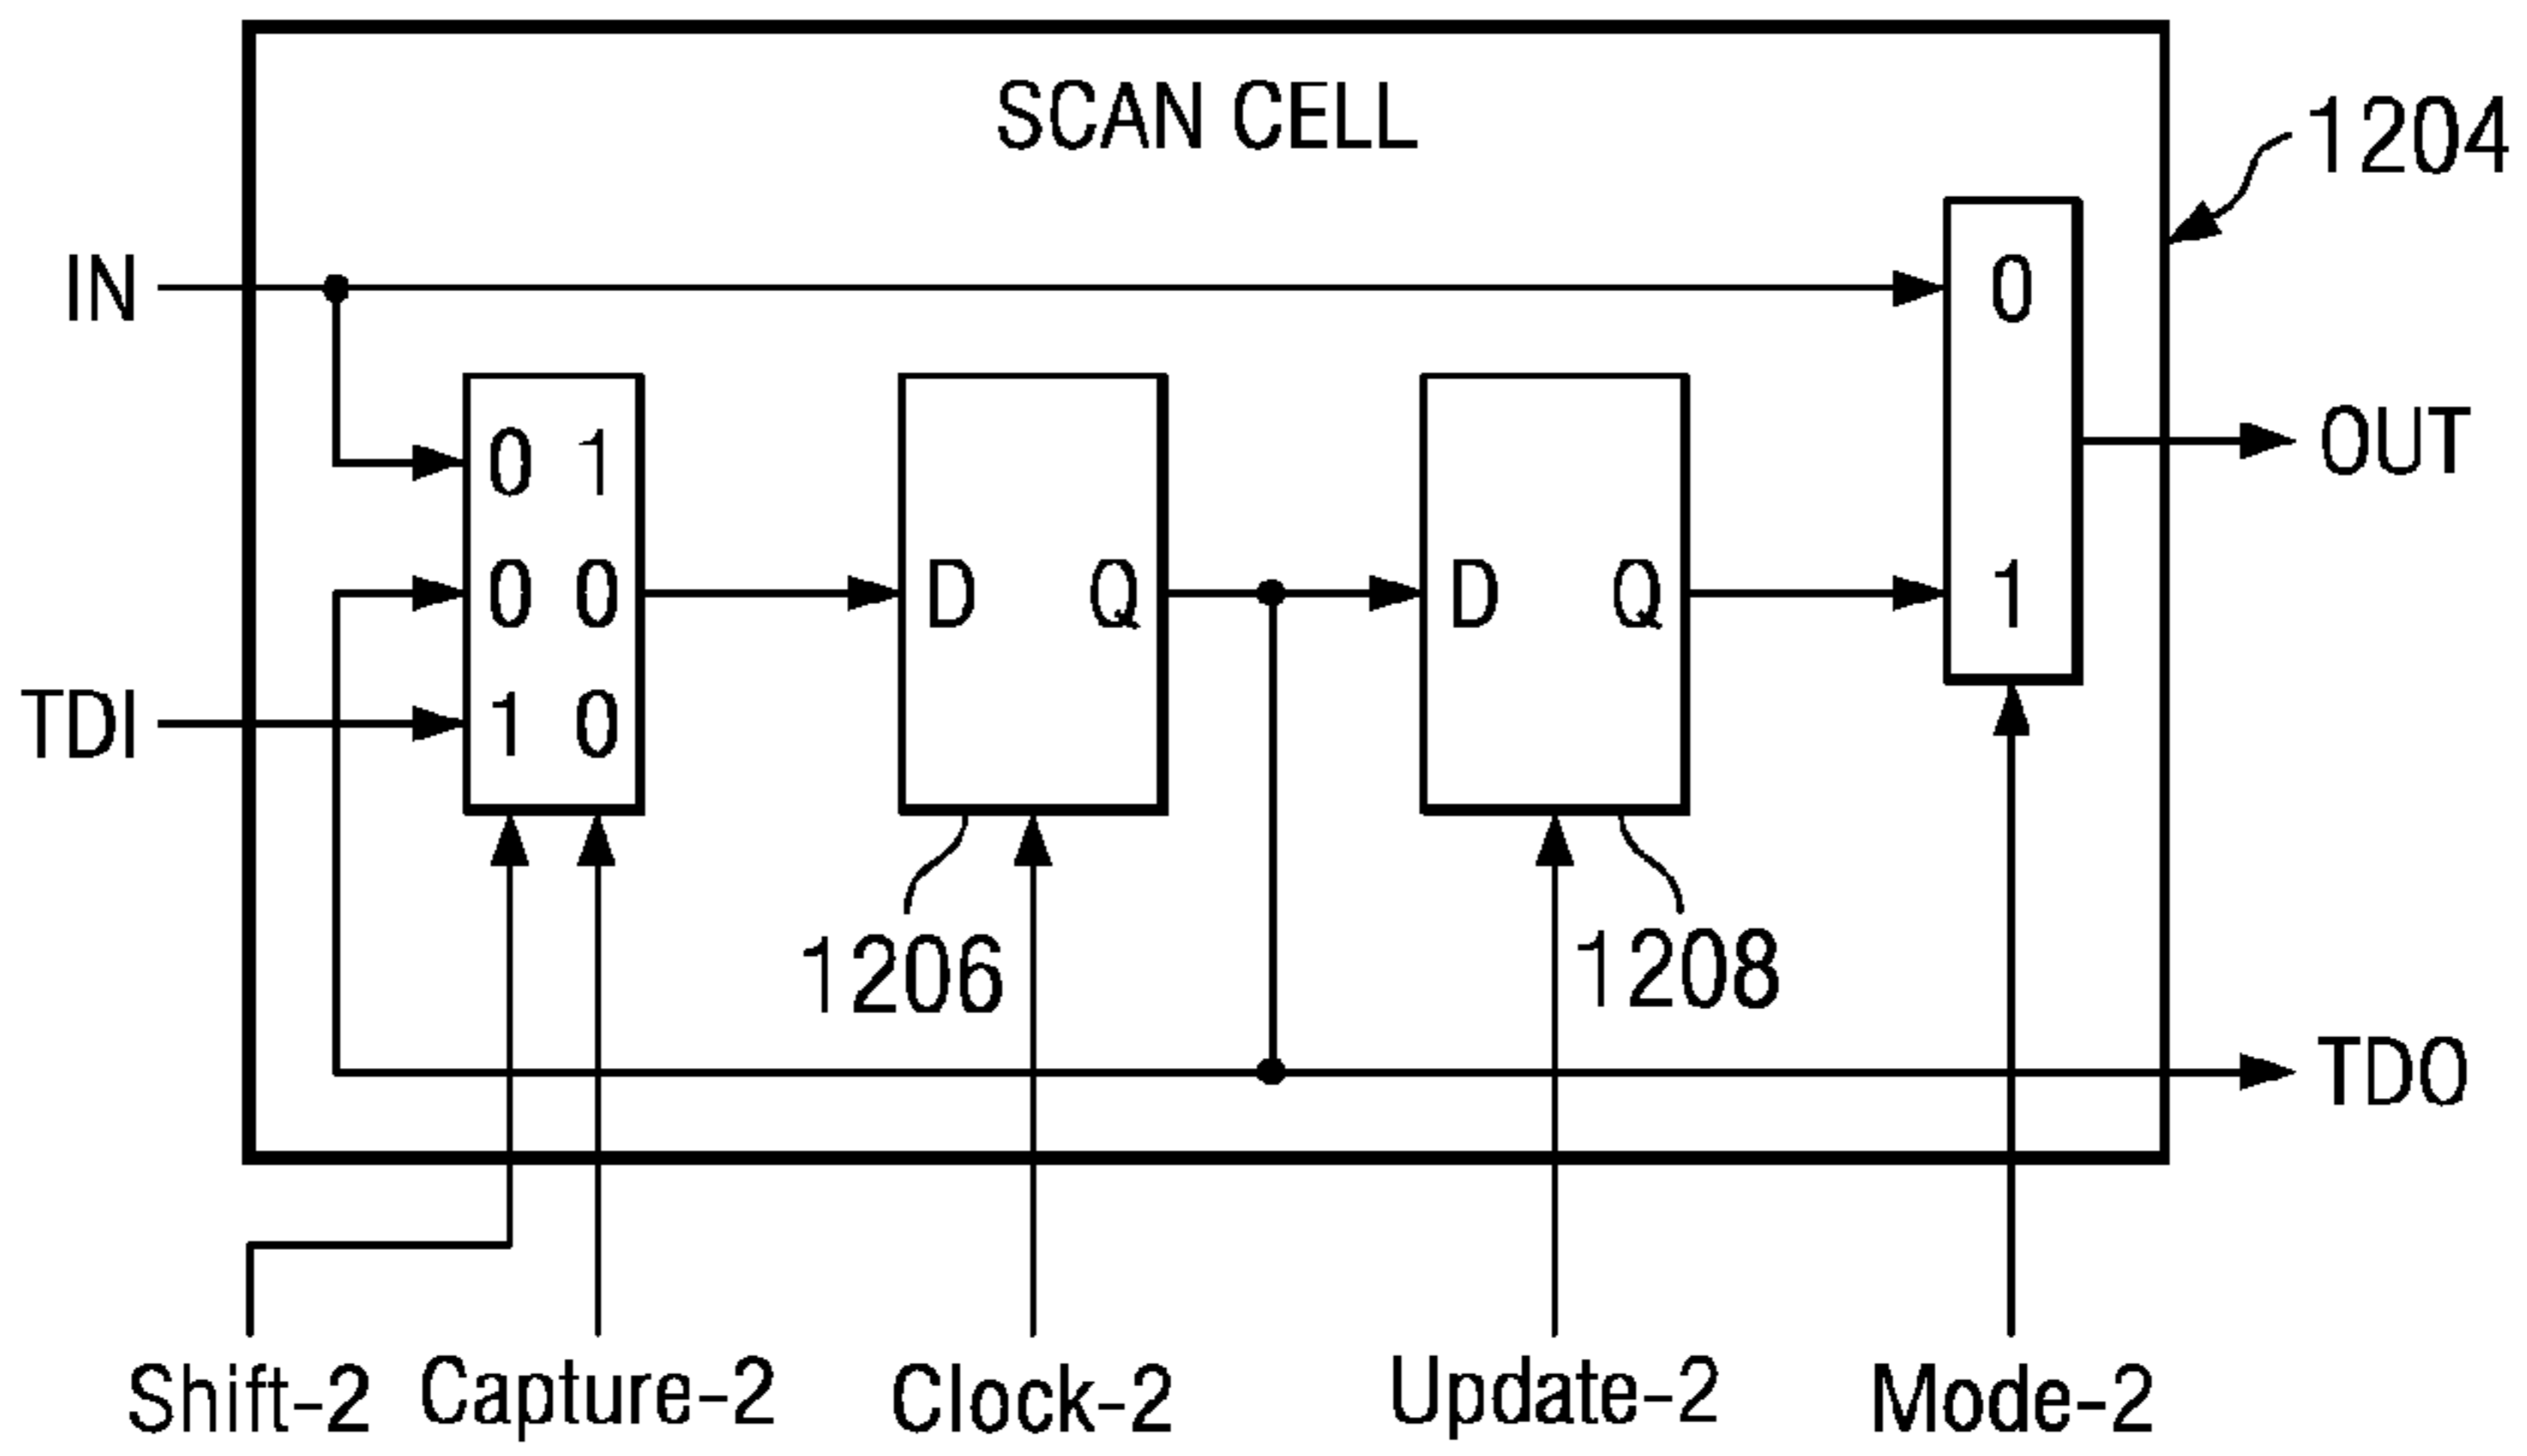 SCAN CELL
1204
IN
0
0 1
OUT
0 0
D Q
D Q
1
TDI
1 0
1206
1208
TDO
Shift-2
Capture-2
Clock-2
Update-2
Mode-2